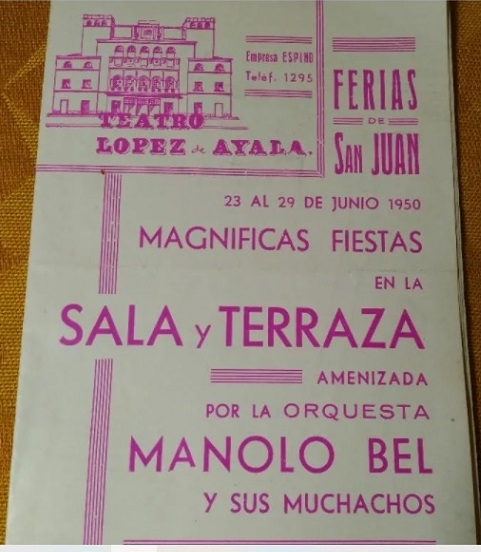 Empresa ESPINO
Teléf. 1295
TEATRO
LOPEZ de AYALA.
FERIAS
DE
SAN JUAN
23 AL 29 DE JUNIO 1950
MAGNIFICAS FIESTAS
EN LA
SALA y TERRAZA
AMENIZADA
POR LA ORQUESTA
MANOLO BEL
Y SUS MUCHACHOS